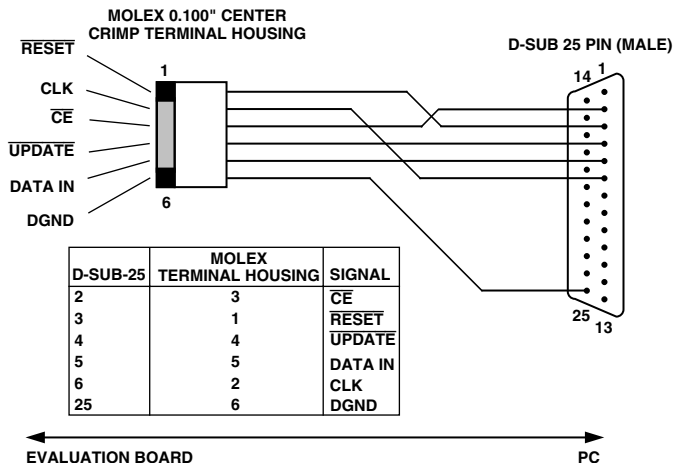 MOLEX 0.100" CENTER
CRIMP TERMINAL HOUSING
D-SUB 25 PIN (MALE)
RESET
CLK
CE
UPDATE
DATA IN
DGND
1
6
14
1
25
13
D-SUB-25 MOLEX TERMINAL HOUSING SIGNAL
2 3 CE
3 1 RESET
4 4 UPDATE
5 5 DATA IN
6 2 CLK
25 6 DGND
EVALUATION BOARD
PC